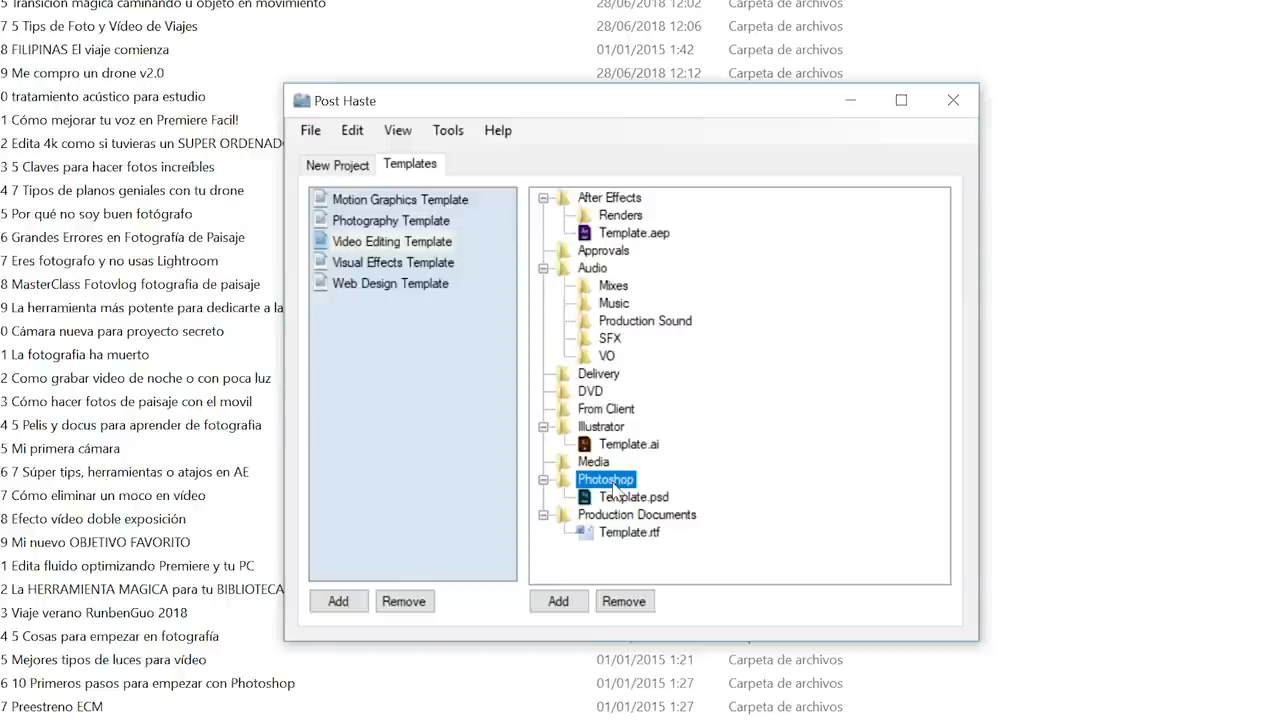 5 Transición mágica caminando u objeto en movimiento 28/06/2018 12:02 Carpeta de archivos
7 5 Tips de Foto y Vídeo de Viajes 28/06/2018 12:06 Carpeta de archivos
8 FILIPINAS El viaje comienza 01/01/2015 1:42 Carpeta de archivos
9 Me compro un drone v2.0 28/06/2018 12:12 Carpeta de archivos
0 tratamiento acústico para estudio
1 Cómo mejorar tu voz en Premiere Facil!
2 Edita 4k como si tuvieras un SUPER ORDENAD
3 5 Claves para hacer fotos increíbles
4 7 Tipos de planos geniales con tu drone
5 Por qué no soy buen fotógrafo
6 Grandes Errores en Fotografía de Paisaje
7 Eres fotografo y no usas Lightroom
8 MasterClass Fotovlog fotografia de paisaje
9 La herramienta más potente para dedicarte a la
0 Cámara nueva para proyecto secreto
1 La fotografia ha muerto
2 Como grabar video de noche o con poca luz
3 Cómo hacer fotos de paisaje con el movil
4 5 Pelis y docus para aprender de fotografia
5 Mi primera cámara
6 7 Súper tips, herramientas o atajos en AE
7 Cómo eliminar un moco en vídeo
8 Efecto vídeo doble exposición
9 Mi nuevo OBJETIVO FAVORITO
1 Edita fluido optimizando Premiere y tu PC
2 La HERRAMIENTA MAGICA para tu BIBLIOTECA
3 Viaje verano RunbenGuo 2018
4 5 Cosas para empezar en fotografía
5 Mejores tipos de luces para vídeo 01/01/2015 1:21 Carpeta de archivos
6 10 Primeros pasos para empezar con Photoshop 01/01/2015 1:27 Carpeta de archivos
7 Preestreno ECM 01/01/2015 1:27 Carpeta de archivos
Post Haste
File Edit View Tools Help
New Project Templates
Motion Graphics Template
Photography Template
Video Editing Template
Visual Effects Template
Web Design Template
Add Remove
After Effects
Renders
Template.aep
Approvals
Audio
Mixes
Music
Production Sound
SFX
VO
Delivery
DVD
From Client
Illustrator
Template.ai
Media
Photoshop
Template.psd
Production Documents
Template.rtf
Add Remove